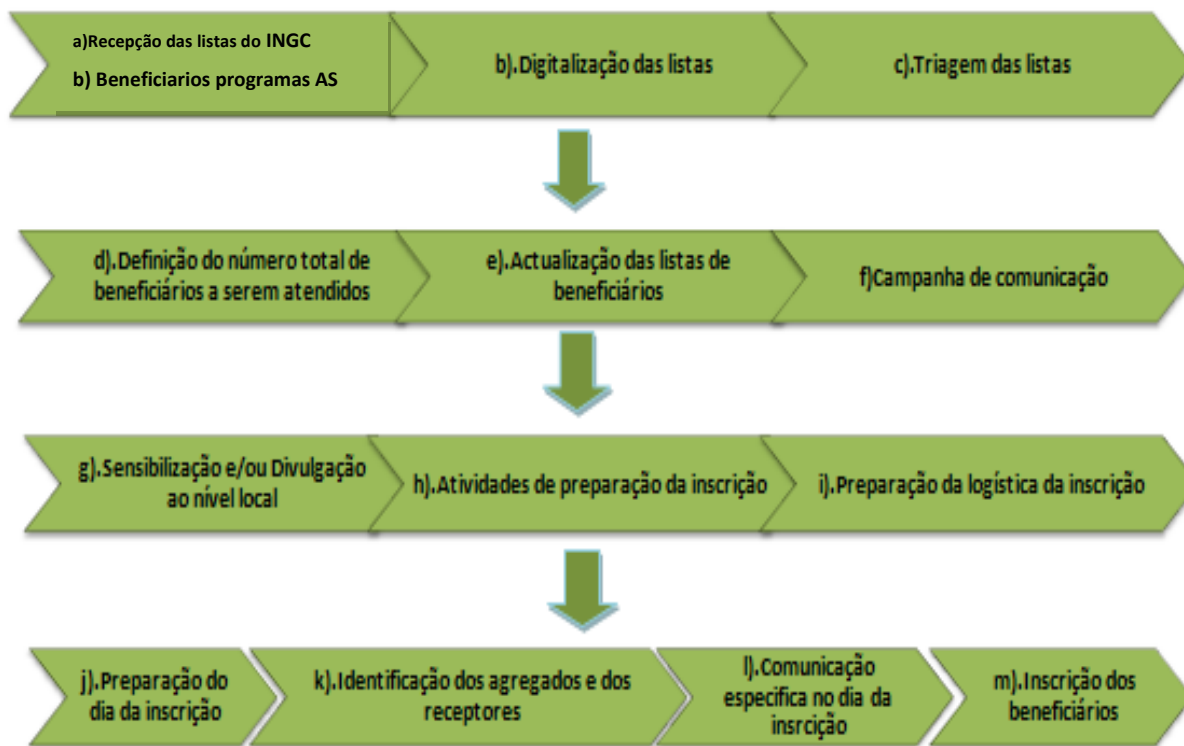 a)Recepção das listas do INGC
b) Beneficiarios programas AS
b).Digitalização das listas
c).Triagem das listas
d).Definição do número total de
beneficiários a serem atendidos
e).Actualização das listas de
beneficiários
f)Campanha de comunicação
g).Sensibilização e/ou Divulgação
ao nível local
h).Atividades de preparação da inscrição
i).Preparação da logística da inscrição
j).Preparação do
dia da inscrição
k).Identificação dos agregados e dos
receptores
l).Comunicação
específica no dia da
insrcição
m).Inscrição dos
beneficiários